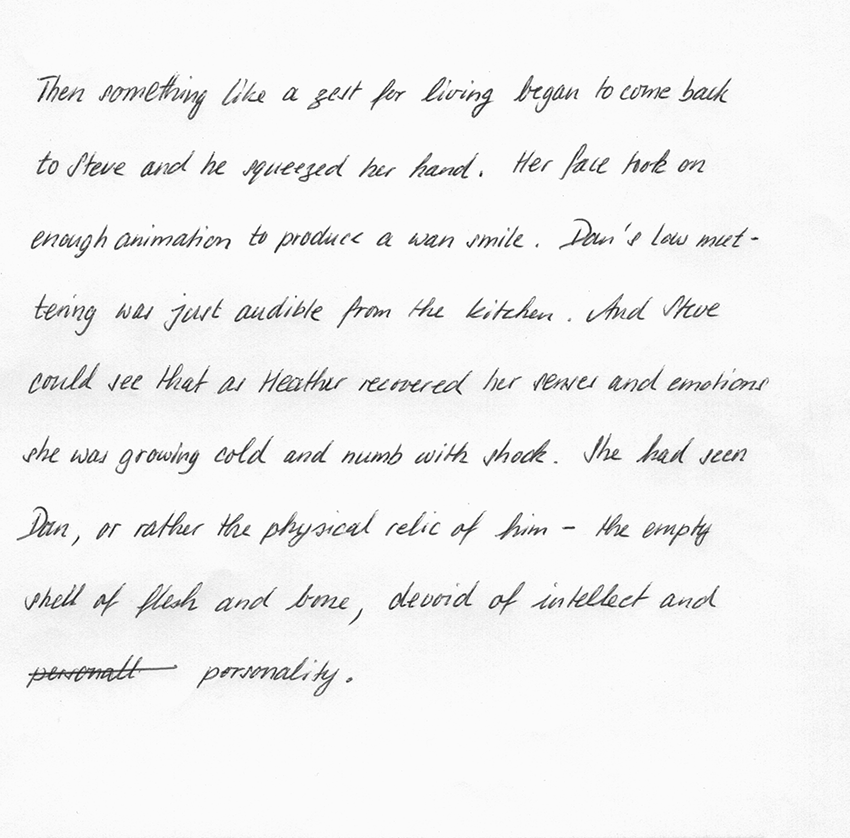 Then something like a zest for living began to come back
to Steve and he squeezed her hand. Her face took on
enough animation to produce a wan smile. Dan's low mut-
tering was just audible from the kitchen. And Steve
could see that as Heather recovered her senses and emotions
she was growing cold and numb with shock. She had seen
Dan, or rather the physical relic of him - the empty
shell of flesh and bone, devoid of intellect and
personall personality.